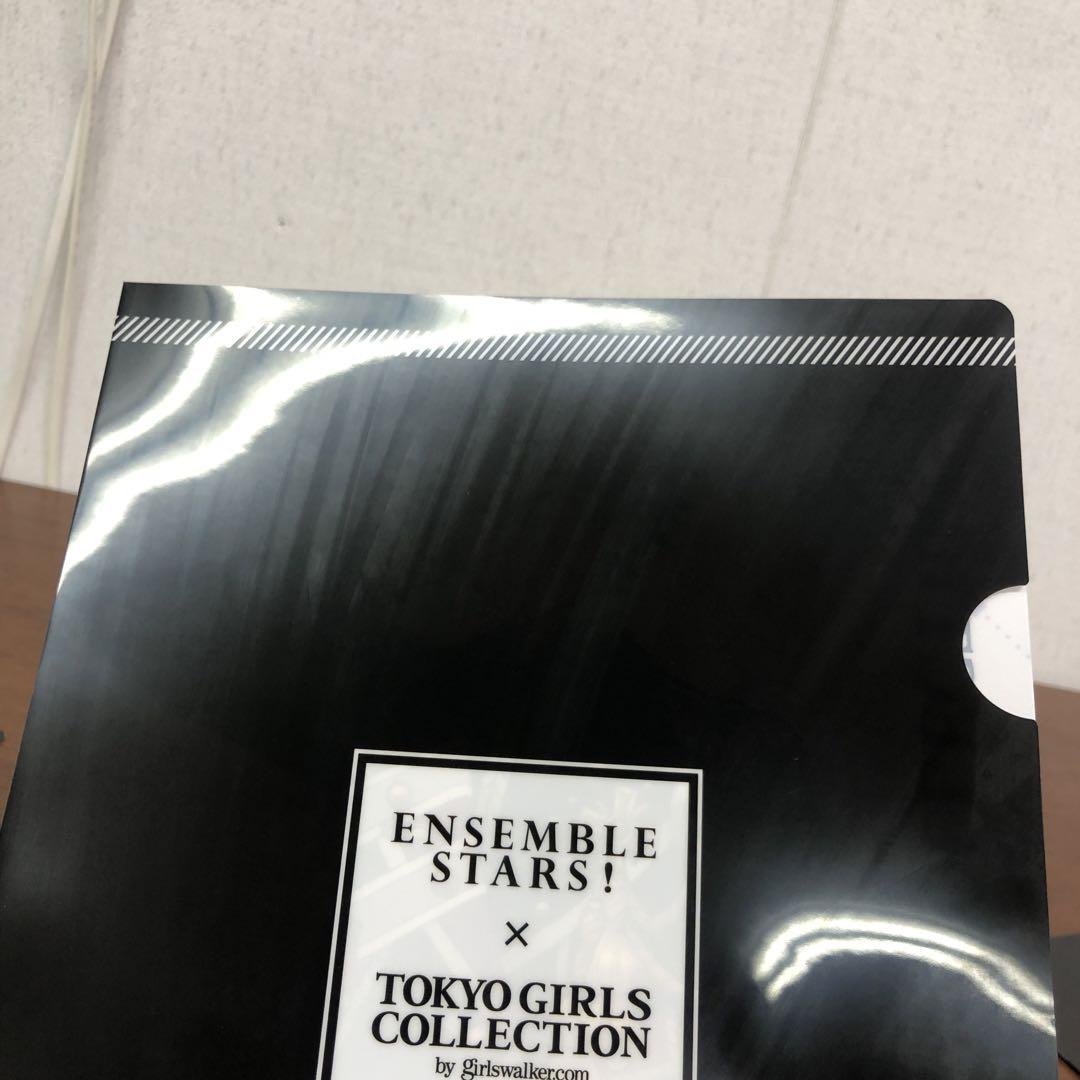 ENSEMBLE
STARS!
×
TOKYO GIRLS
COLLECTION
by girlswalker.com